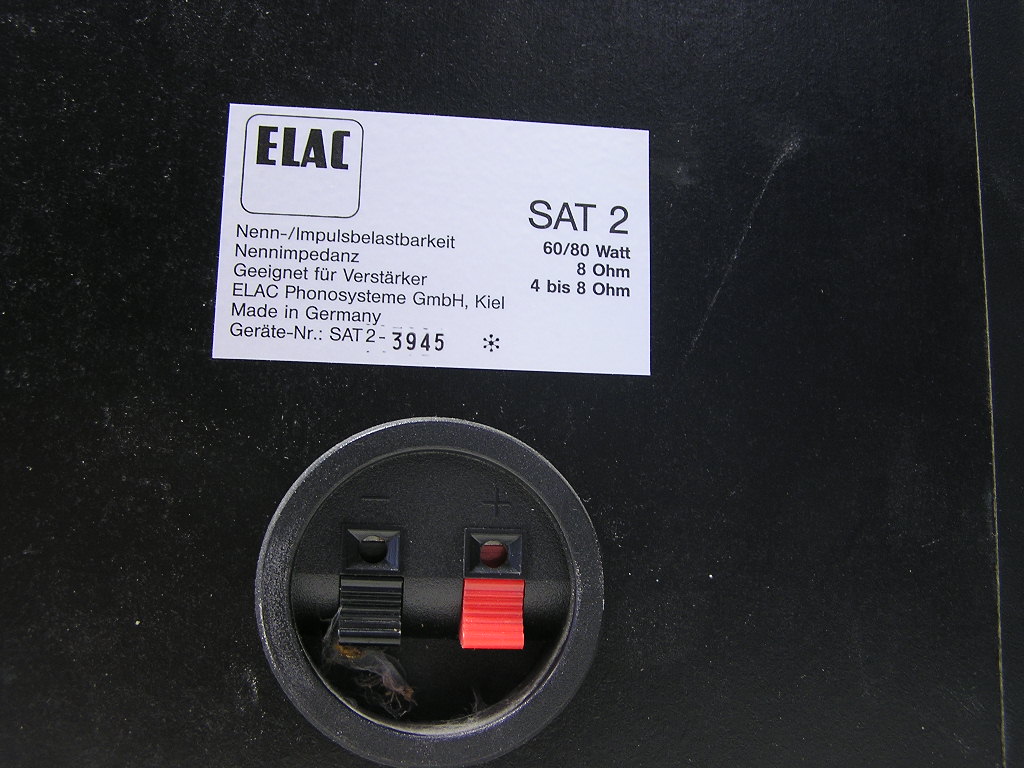 ELAC
SAT 2
Nenn-/Impulsbelastbarkeit 60/80 Watt
Nennimpedanz 8 Ohm
Geeignet für Verstärker 4 bis 8 Ohm
ELAC Phonosysteme GmbH, Kiel
Made in Germany
Geräte-Nr.: SAT 2- 3945 *
− +